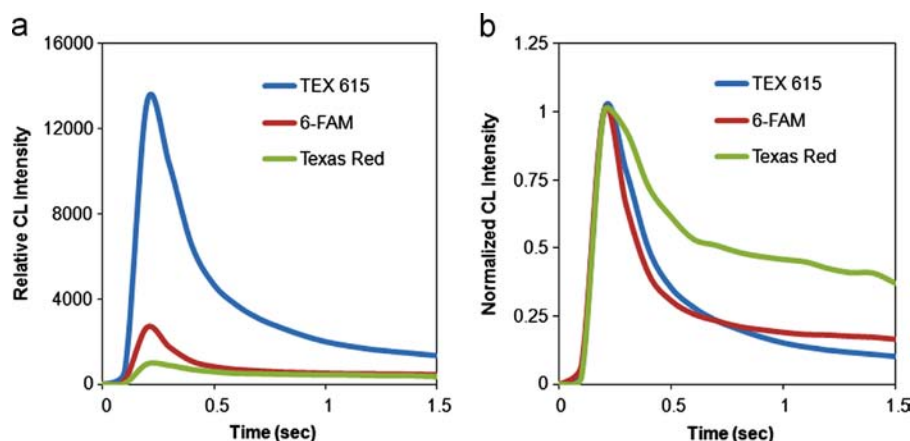 a
16000
12000
8000
4000
0
Relative CL Intensity
TEX 615
6-FAM
Texas Red
0
0.5
1
1.5
Time (sec)
b
1.25
1
0.75
0.5
0.25
0
Normalized CL Intensity
TEX 615
6-FAM
Texas Red
0
0.5
1
1.5
Time (sec)